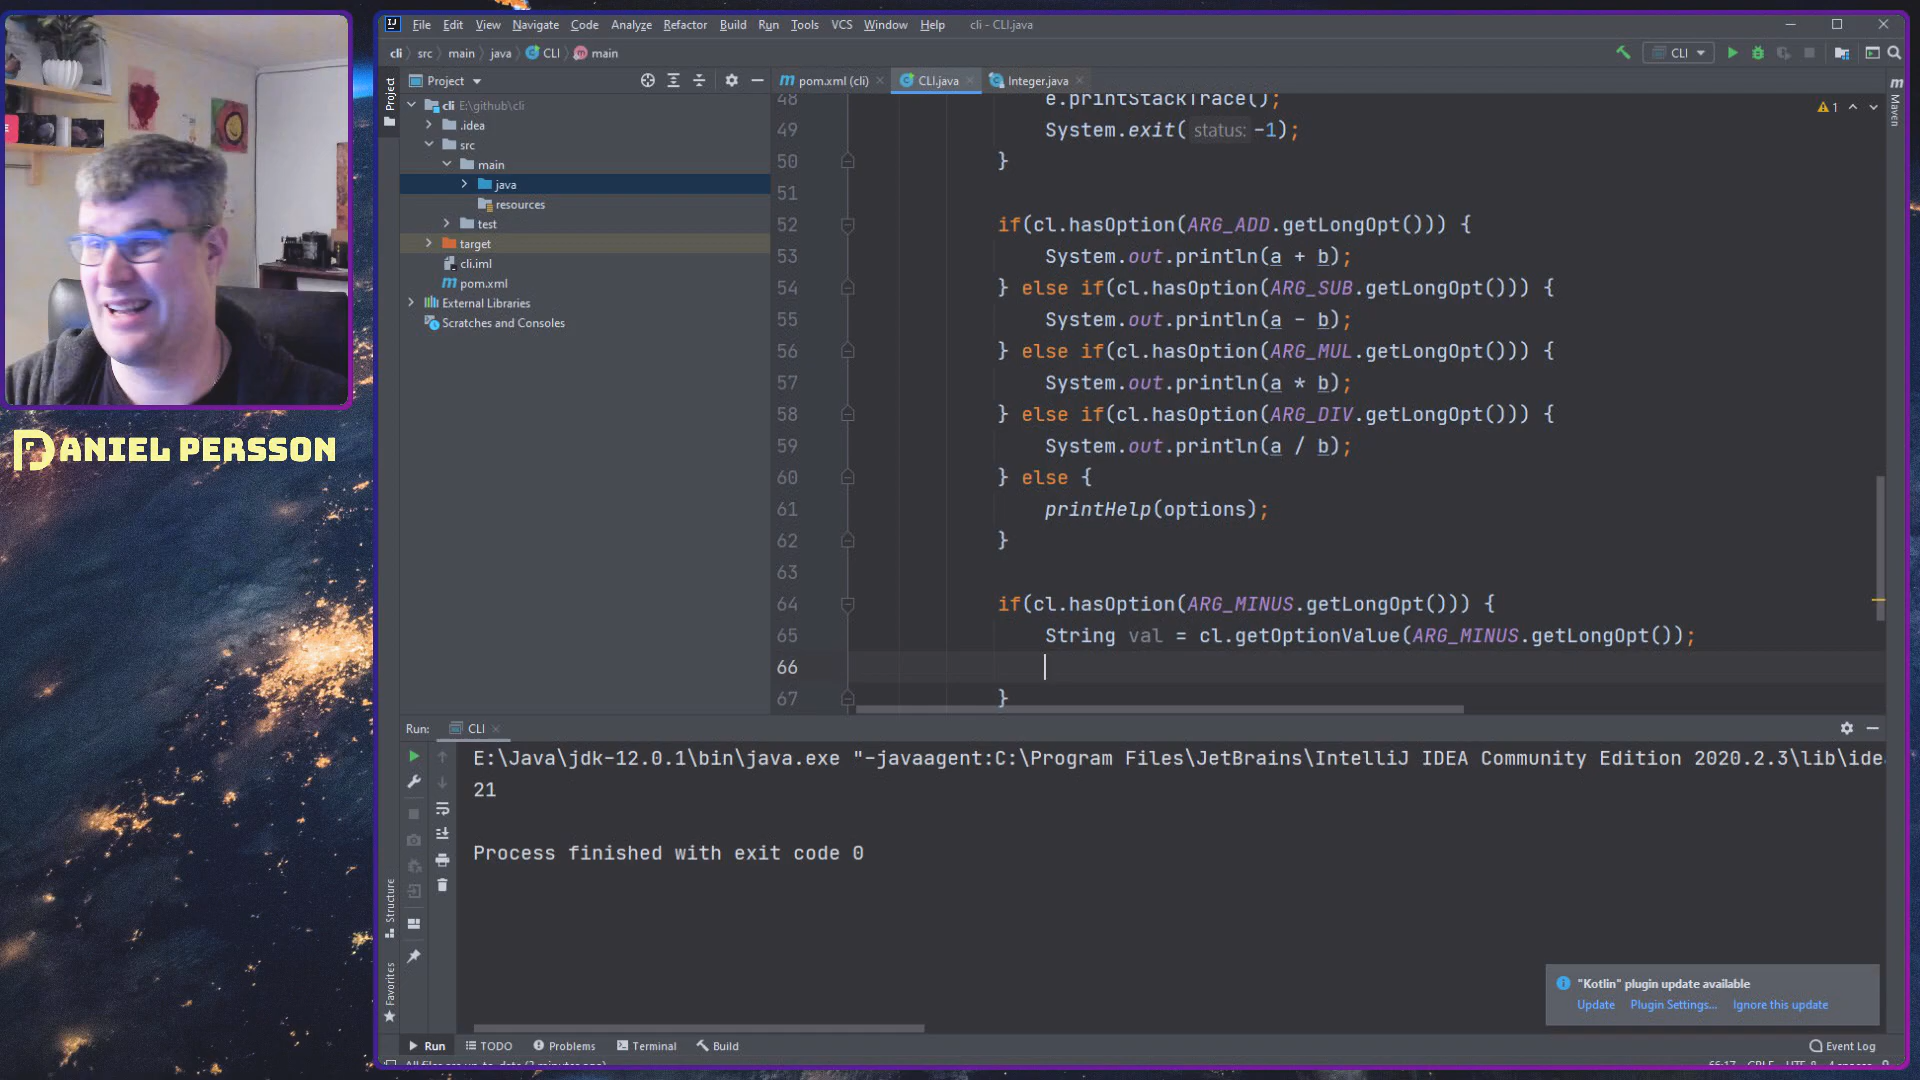 File Edit View Navigate Code Analyze Refactor Build Run Tools VCS Window Help cli - CLI.java
cli src main java CLI main
CLI
Project
pom.xml (cli) CLI.java Integer.java
Project
cli E:\github\cli
.idea
src
main
java
resources
test
target
cli.iml
pom.xml
External Libraries
Scratches and Consoles
Maven
1
48 e.printStackTrace();
49 System.exit( status: -1);
50 }
51
52 if(cl.hasOption(ARG_ADD.getLongOpt())) {
53 System.out.println(a + b);
54 } else if(cl.hasOption(ARG_SUB.getLongOpt())) {
55 System.out.println(a - b);
56 } else if(cl.hasOption(ARG_MUL.getLongOpt())) {
57 System.out.println(a * b);
58 } else if(cl.hasOption(ARG_DIV.getLongOpt())) {
59 System.out.println(a / b);
60 } else {
61 printHelp(options);
62 }
63
64 if(cl.hasOption(ARG_MINUS.getLongOpt())) {
65 String val = cl.getOptionValue(ARG_MINUS.getLongOpt());
66
67 }
DANIEL PERSSON
Run: CLI
E:\Java\jdk-12.0.1\bin\java.exe "-javaagent:C:\Program Files\JetBrains\IntelliJ IDEA Community Edition 2020.2.3\lib\idea
21
Process finished with exit code 0
Structure
Favorites
"Kotlin" plugin update available
Update Plugin Settings... Ignore this update
Run TODO Problems Terminal Build Event Log